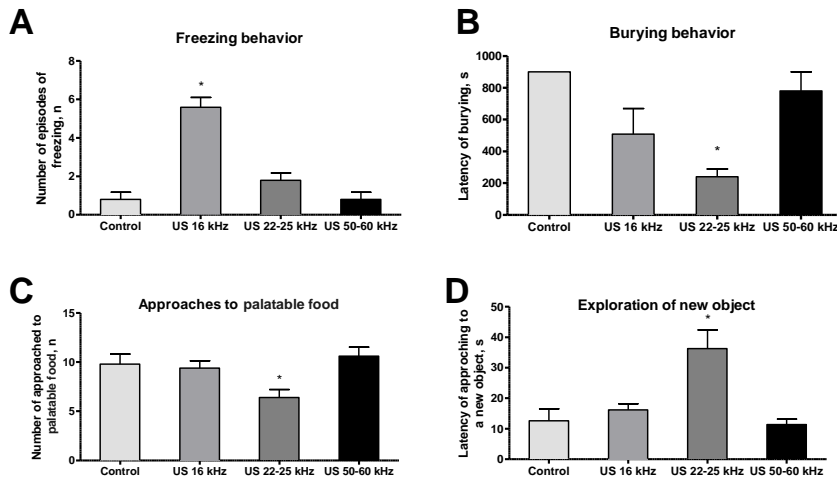 A
Freezing behavior
Number of episodes of
freezing, n
8
6
4
2
0
*
Control
US 16 kHz
US 22-25 kHz
US 50-60 kHz
B
Burying behavior
Latency of burying, s
1000
800
600
400
200
0
*
Control
US 16 kHz
US 22-25 kHz
US 50-60 kHz
C
Approaches to palatable food
Number of approached to
palatable food, n
15
10
5
0
*
Control
US 16 kHz
US 22-25 kHz
US 50-60 kHz
D
Exploration of new object
Latency of approching to
a new object, s
50
40
30
20
10
0
*
Control
US 16 kHz
US 22-25 kHz
US 50-60 kHz